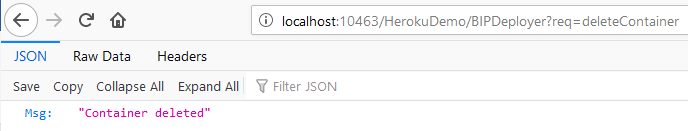 localhost:10463/HerokuDemo/BIPDeployer?req=deleteContainer
JSON Raw Data Headers
Save Copy Collapse All Expand All Filter JSON
Msg: "Container deleted"